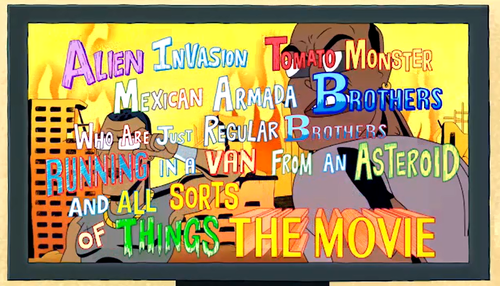 Alien Invasion Tomato Monster
Mexican Armada Brothers
Who Are Just Regular Brothers
Running in a van from an Asteroid
and all sorts
of things The Movie